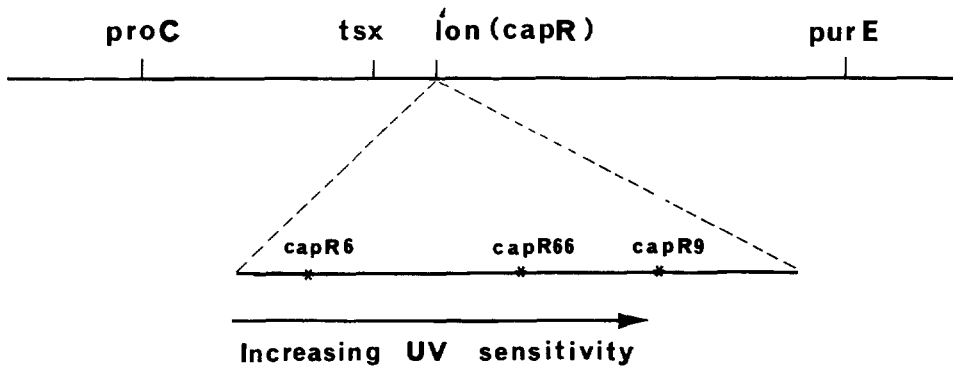 proC tsx lon (capR) purE
capR6 capR66 capR9
Increasing UV sensitivity